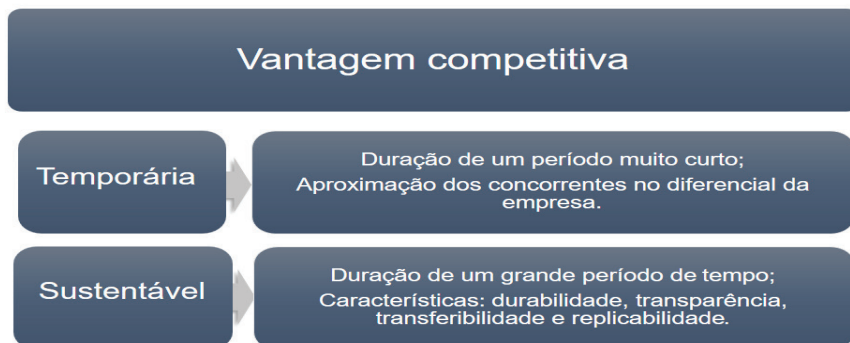 Vantagem competitiva
Temporária
Duração de um período muito curto;
Aproximação dos concorrentes no diferencial da
empresa.
Sustentável
Duração de um grande período de tempo;
Características: durabilidade, transparência,
transferibilidade e replicabilidade.